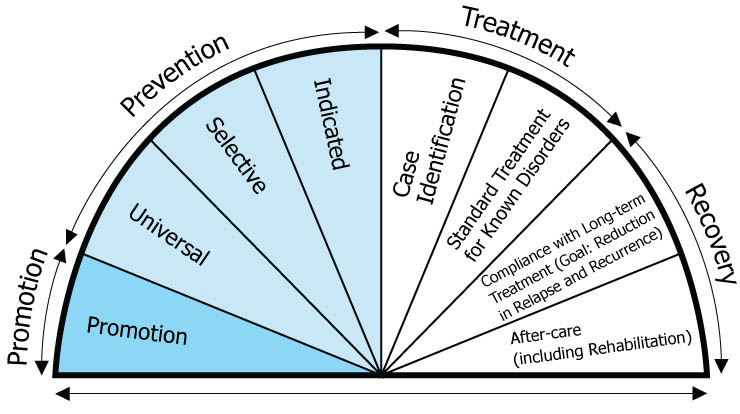 Promotion
Prevention
Treatment
Recovery
Promotion
Universal
Selective
Indicated
Case
Identification
Standard Treatment
for Known Disorders
Compliance with Long-term
Treatment (Goal: Reduction
in Relapse and Recurrence)
After-care
(including Rehabilitation)